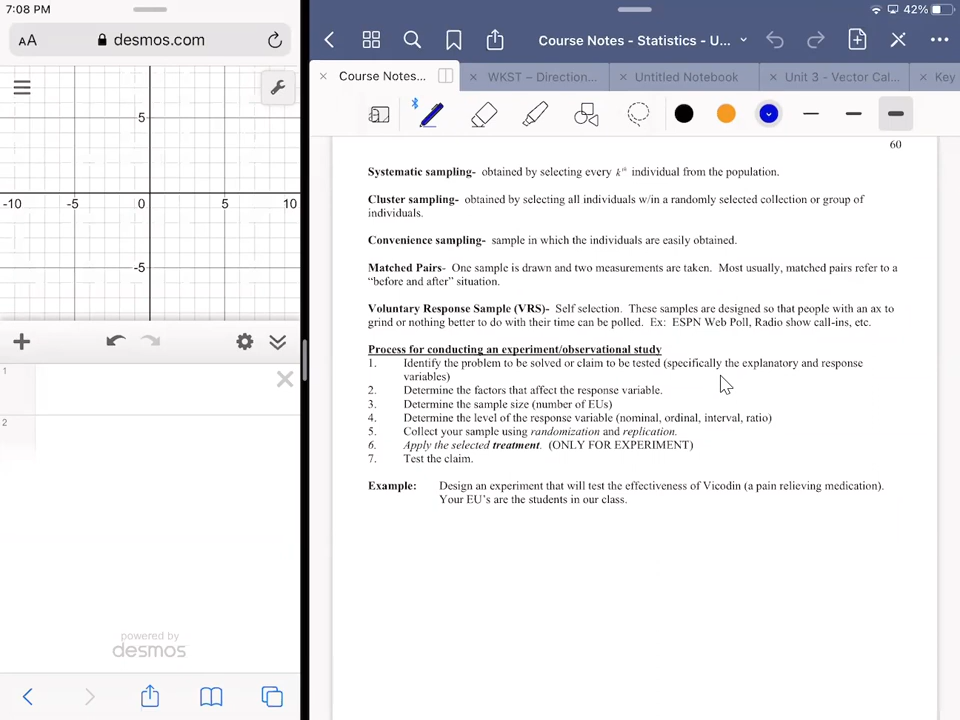 7:08 PM
42%
AA desmos.com
Course Notes - Statistics - U...
Course Notes...
WKST – Direction...
Untitled Notebook
Unit 3 - Vector Cal...
Key
5
-10 -5 0 5 10
-5
1
2
powered by
desmos
60
Systematic sampling- obtained by selecting every kth individual from the population.
Cluster sampling- obtained by selecting all individuals w/in a randomly selected collection or group of
individuals.
Convenience sampling- sample in which the individuals are easily obtained.
Matched Pairs- One sample is drawn and two measurements are taken. Most usually, matched pairs refer to a
“before and after” situation.
Voluntary Response Sample (VRS)- Self selection. These samples are designed so that people with an ax to
grind or nothing better to do with their time can be polled. Ex: ESPN Web Poll, Radio show call-ins, etc.
Process for conducting an experiment/observational study
1. Identify the problem to be solved or claim to be tested (specifically the explanatory and response
variables)
2. Determine the factors that affect the response variable.
3. Determine the sample size (number of EUs)
4. Determine the level of the response variable (nominal, ordinal, interval, ratio)
5. Collect your sample using randomization and replication.
6. Apply the selected treatment. (ONLY FOR EXPERIMENT)
7. Test the claim.
Example: Design an experiment that will test the effectiveness of Vicodin (a pain relieving medication).
Your EU’s are the students in our class.